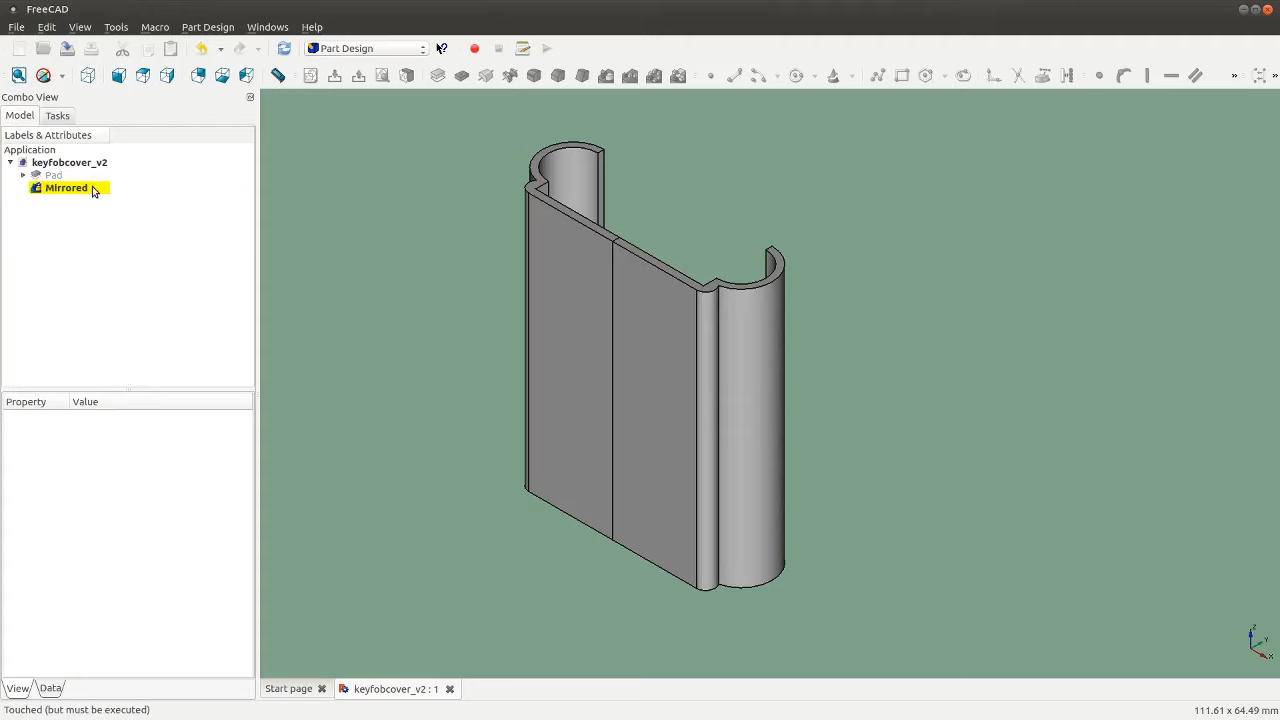 FreeCAD
File Edit View Tools Macro Part Design Windows Help
Part Design
Combo View
Model Tasks
Labels & Attributes
Application
keyfobcover_v2
Pad
Mirrored
Property Value
Z
Y
X
View Data
Start page keyfobcover_v2 : 1
Touched (but must be executed) 111.61 x 64.49 mm